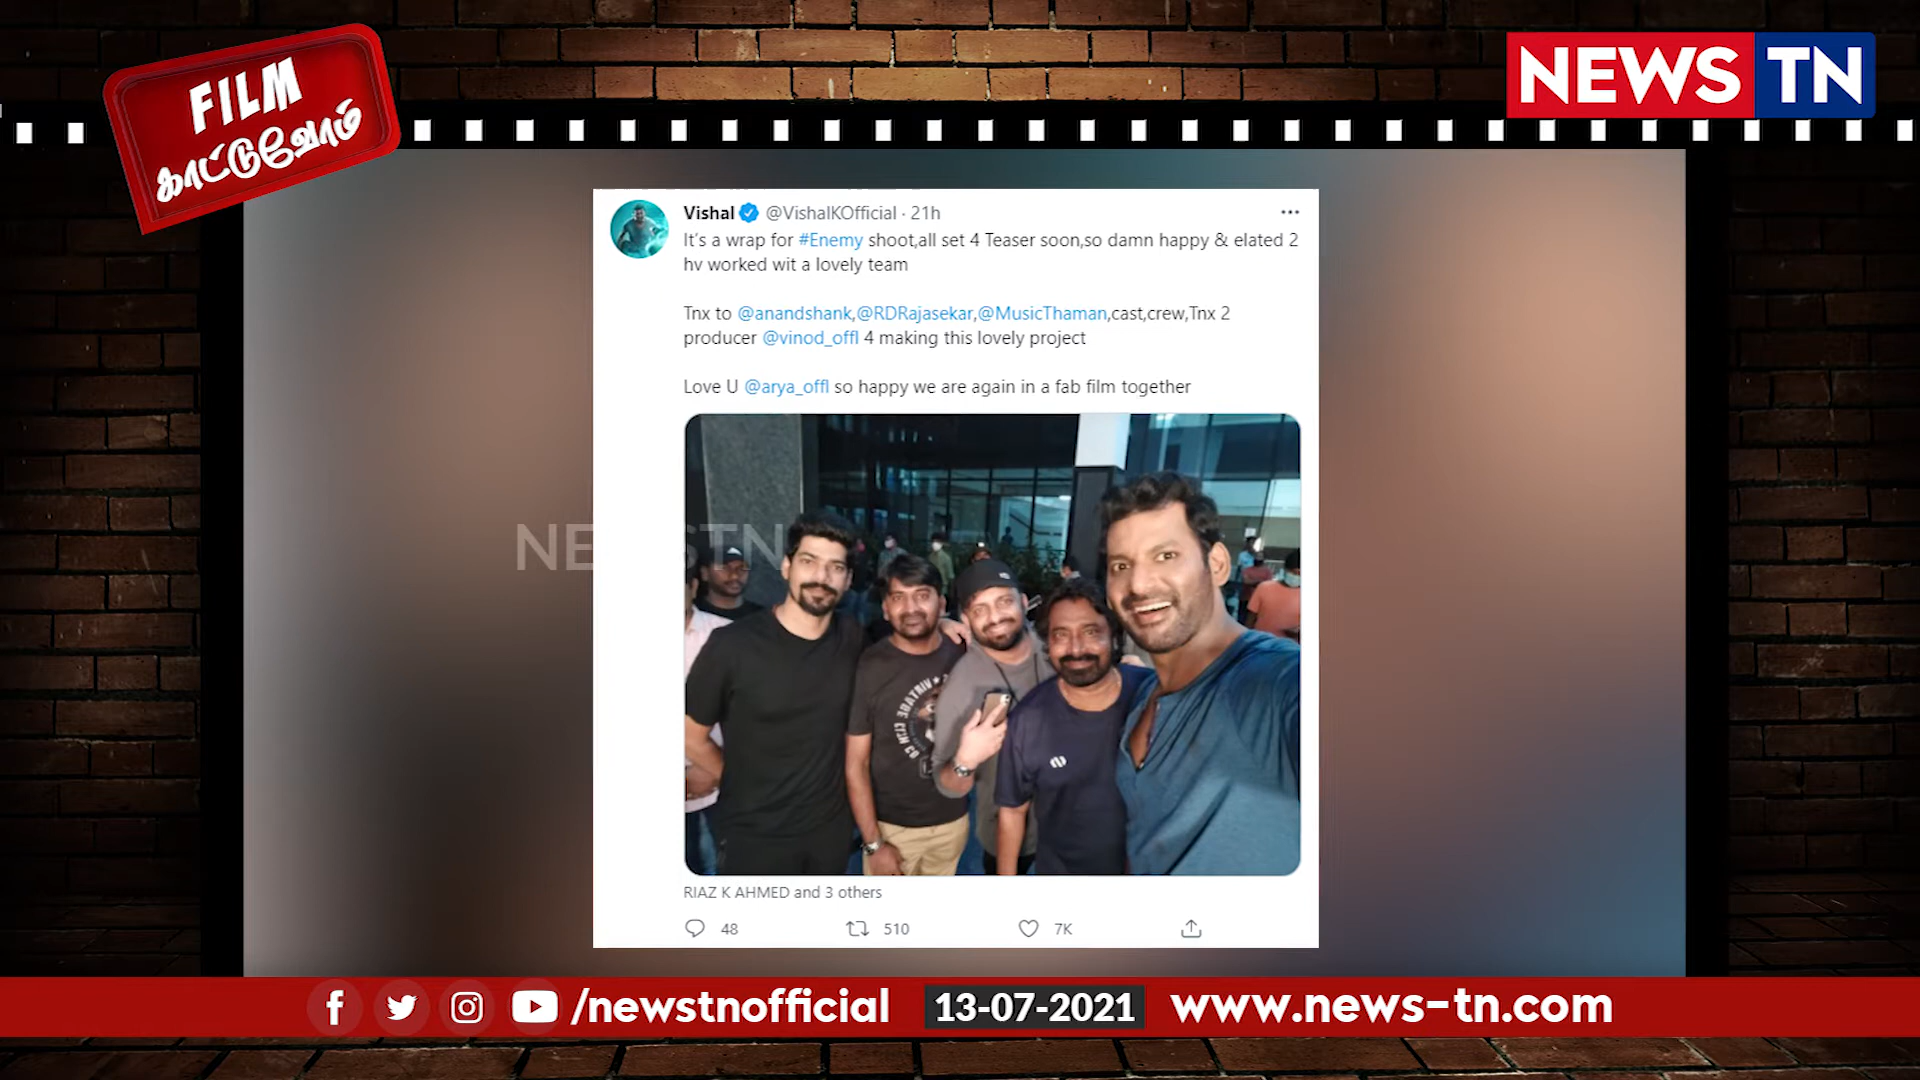 FILM
காட்டுவோம்
NEWS TN
Vishal @VishalKOfficial · 21h
It's a wrap for #Enemy shoot,all set 4 Teaser soon,so damn happy & elated 2
hv worked wit a lovely team
Tnx to @anandshank,@RDRajasekar,@MusicThaman,cast,crew,Tnx 2
producer @vinod_offl 4 making this lovely project
Love U @arya_offl so happy we are again in a fab film together
NEWSTN
RIAZ K AHMED and 3 others
48 510 7K
/newstnofficial 13-07-2021 www.news-tn.com